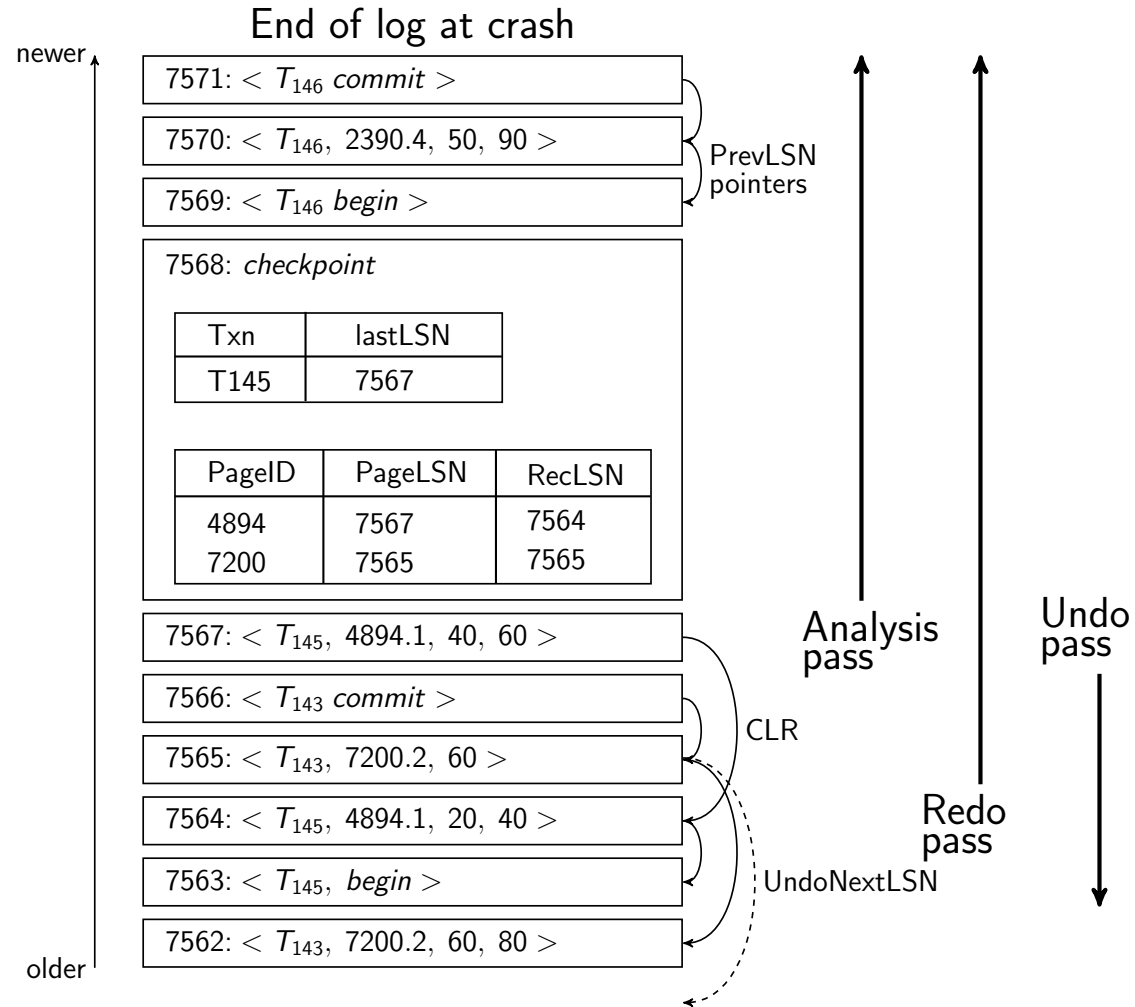 End of log at crash
newer
7571: < T₁₄₆ commit >
7570: < T₁₄₆, 2390.4, 50, 90 >
PrevLSN
pointers
7569: < T₁₄₆ begin >
7568: checkpoint
Txn lastLSN
T145 7567
PageID PageLSN RecLSN
4894 7567 7564
7200 7565 7565
7567: < T₁₄₅, 4894.1, 40, 60 >
Analysis
pass
Undo
pass
7566: < T₁₄₃ commit >
CLR
7565: < T₁₄₃, 7200.2, 60 >
7564: < T₁₄₅, 4894.1, 20, 40 >
Redo
pass
7563: < T₁₄₅, begin >
UndoNextLSN
7562: < T₁₄₃, 7200.2, 60, 80 >
older